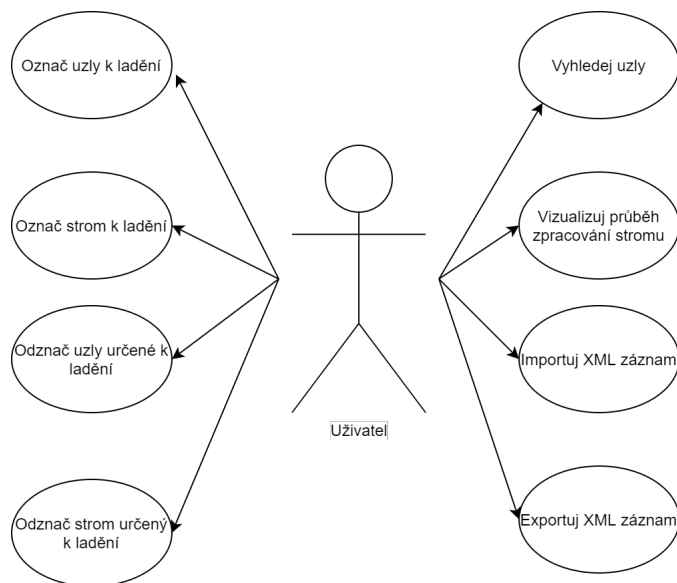 Označ uzly k ladění
Vyhledej uzly
Označ strom k ladění
Vizualizuj průběh
zpracování stromu
Odznač uzly určené k
ladění
Importuj XML záznam
Uživatel
Odznač strom určený
k ladění
Exportuj XML záznam